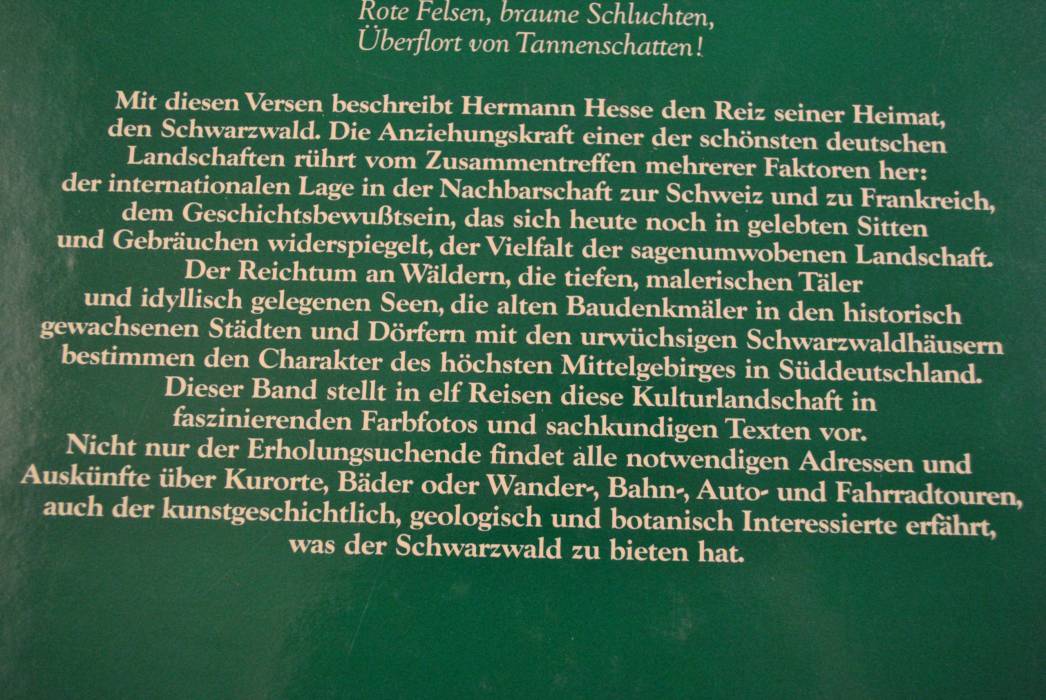 Rote Felsen, braune Schluchten,
Überflort von Tannenschatten!
Mit diesen Versen beschreibt Hermann Hesse den Reiz seiner Heimat,
den Schwarzwald. Die Anziehungskraft einer der schönsten deutschen
Landschaften rührt vom Zusammentreffen mehrerer Faktoren her:
der internationalen Lage in der Nachbarschaft zur Schweiz und zu Frankreich,
dem Geschichtsbewußtsein, das sich heute noch in gelebten Sitten
und Gebräuchen widerspiegelt, der Vielfalt der sagenumwobenen Landschaft.
Der Reichtum an Wäldern, die tiefen, malerischen Täler
und idyllisch gelegenen Seen, die alten Baudenkmäler in den historisch
gewachsenen Städten und Dörfern mit den urwüchsigen Schwarzwaldhäusern
bestimmen den Charakter des höchsten Mittelgebirges in Süddeutschland.
Dieser Band stellt in elf Reisen diese Kulturlandschaft in
faszinierenden Farbfotos und sachkundigen Texten vor.
Nicht nur der Erholungsuchende findet alle notwendigen Adressen und
Auskünfte über Kurorte, Bäder oder Wander-, Bahn-, Auto- und Fahrradtouren,
auch der kunstgeschichtlich, geologisch und botanisch Interessierte erfährt,
was der Schwarzwald zu bieten hat.